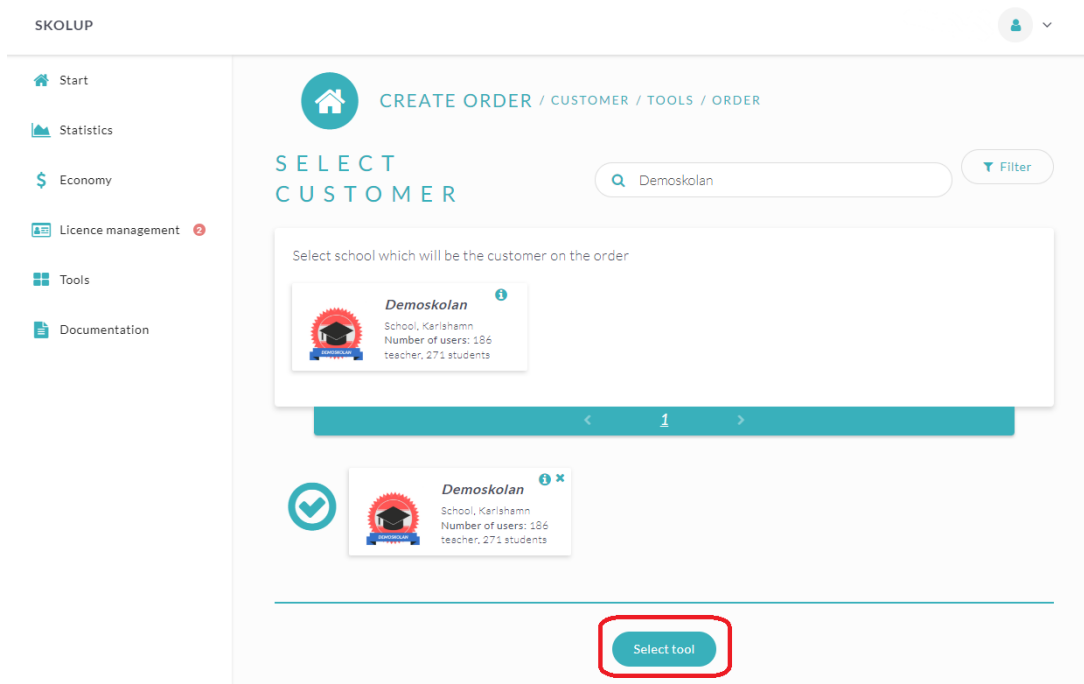 SKOLUP
Start
Statistics
Economy
Licence management 2
Tools
Documentation
CREATE ORDER / CUSTOMER / TOOLS / ORDER
SELECT
CUSTOMER
Demoskolan
Filter
Select school which will be the customer on the order
Demoskolan
School, Karlshamn
Number of users: 186
teacher, 271 students
DEMOSKOLAN
1
Demoskolan
School, Karlshamn
Number of users: 186
teacher, 271 students
DEMOSKOLAN
Select tool